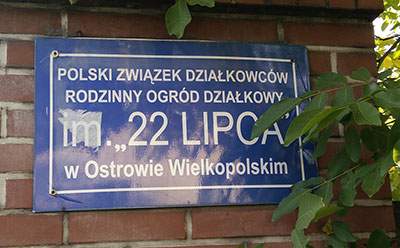 POLSKI ZWIĄZEK DZIAŁKOWCÓW
RODZINNY OGRÓD DZIAŁKOWY
im. „22 LIPCA”
w Ostrowie Wielkopolskim